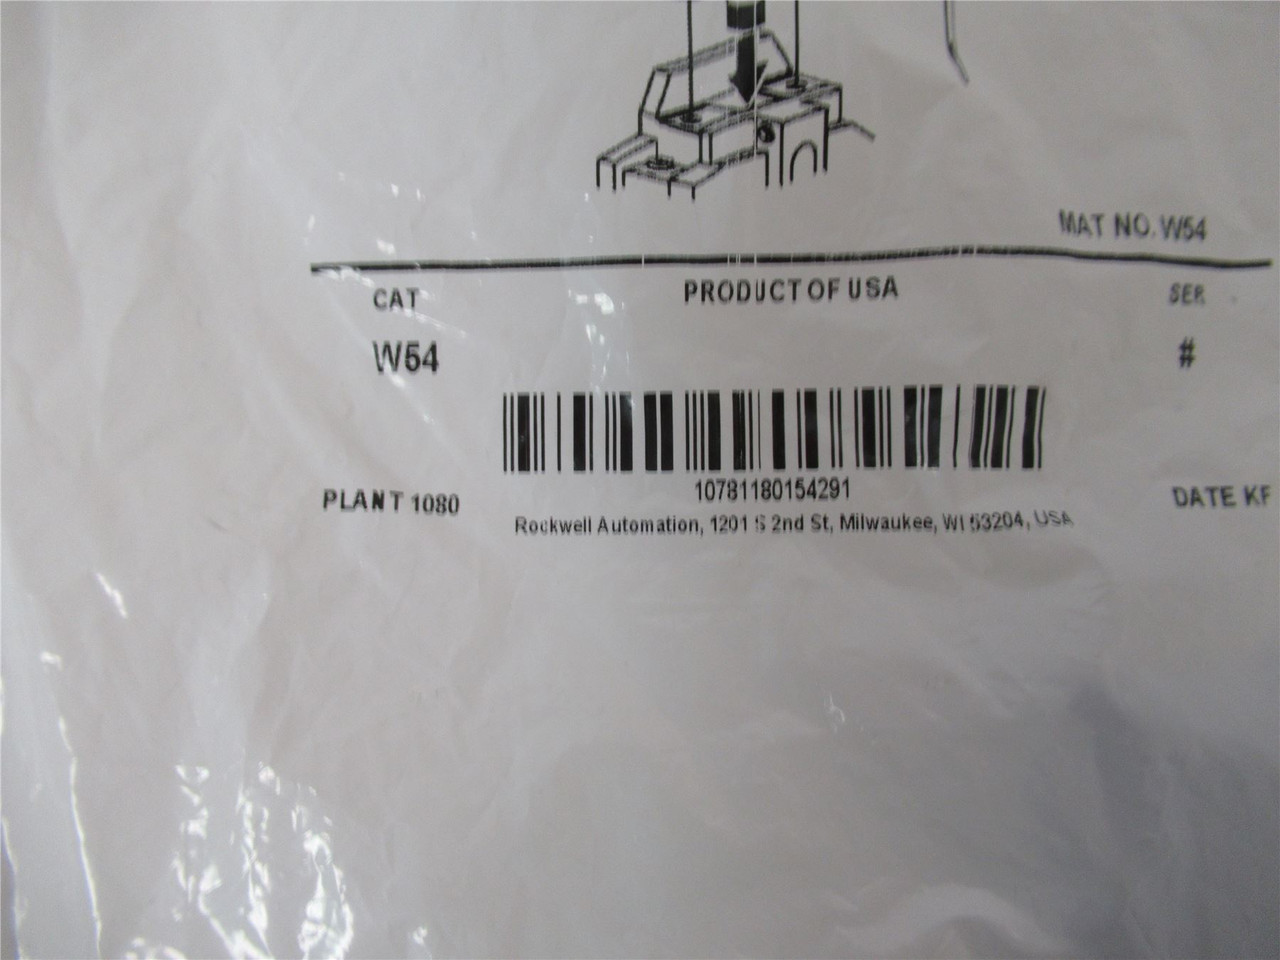 MAT NO. W54
CAT PRODUCT OF USA SER
W54 #
10781180154291
PLANT 1080 DATE KF
Rockwell Automation, 1201 S 2nd St, Milwaukee, WI 53204, USA